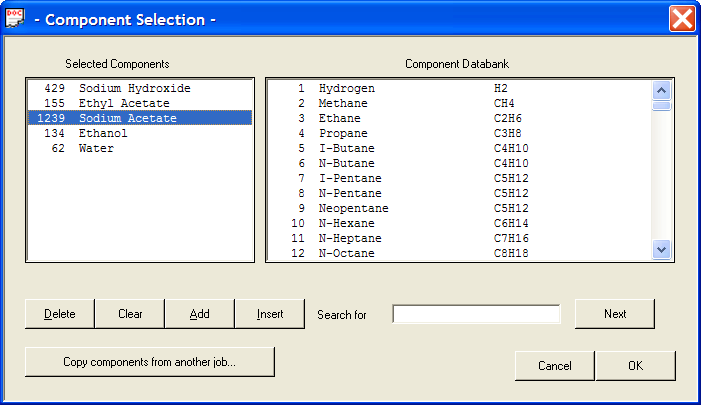 DOC - Component Selection -
Selected Components Component Databank
429 Sodium Hydroxide
155 Ethyl Acetate
1239 Sodium Acetate
134 Ethanol
62 Water
1 Hydrogen H2
2 Methane CH4
3 Ethane C2H6
4 Propane C3H8
5 I-Butane C4H10
6 N-Butane C4H10
7 I-Pentane C5H12
8 N-Pentane C5H12
9 Neopentane C5H12
10 N-Hexane C6H14
11 N-Heptane C7H16
12 N-Octane C8H18
Delete Clear Add Insert Search for Next
Copy components from another job... Cancel OK